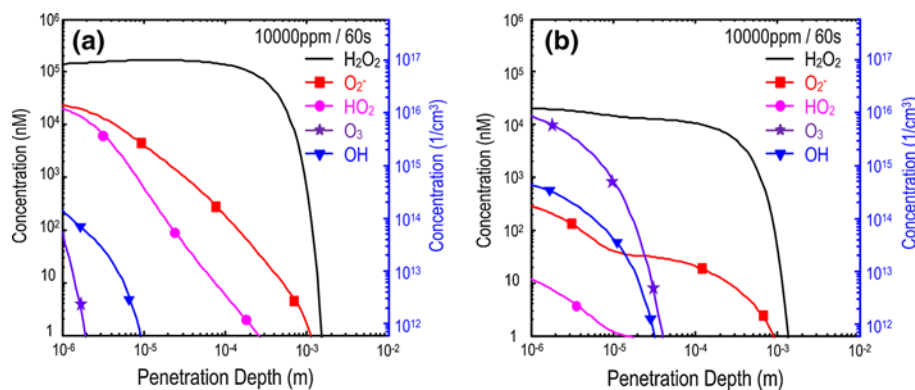 (a)
10000ppm / 60s
H₂O₂
O₂⁻
HO₂
O₃
OH
Concentration (nM)
10⁶
10⁵
10⁴
10³
10²
10
1
Concentration (1/cm³)
10¹⁷
10¹⁶
10¹⁵
10¹⁴
10¹³
10¹²
10⁻⁶ 10⁻⁵ 10⁻⁴ 10⁻³ 10⁻²
Penetration Depth (m)
(b)
10000ppm / 60s
H₂O₂
O₂⁻
HO₂
O₃
OH
Concentration (nM)
10⁶
10⁵
10⁴
10³
10²
10
1
Concentration (1/cm³)
10¹⁷
10¹⁶
10¹⁵
10¹⁴
10¹³
10¹²
10⁻⁶ 10⁻⁵ 10⁻⁴ 10⁻³ 10⁻²
Penetration Depth (m)